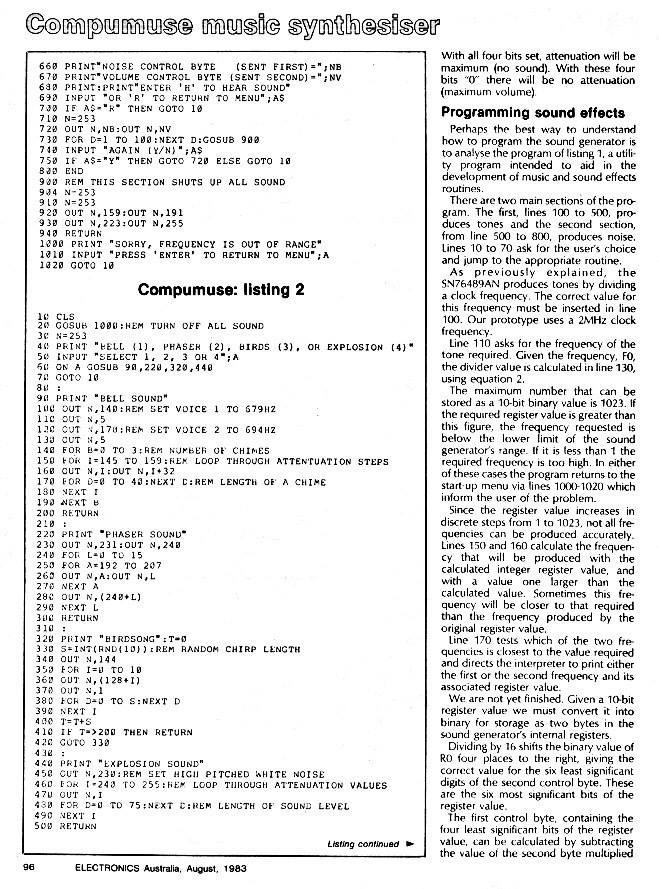 Compumuse music synthesiser
660 PRINT"NOISE CONTROL BYTE (SENT FIRST)=";NB
670 PRINT"VOLUME CONTROL BYTE (SENT SECOND)=";NV
680 PRINT:PRINT"ENTER 'H' TO HEAR SOUND"
690 INPUT "OR 'R' TO RETURN TO MENU";A$
700 IF A$="R" THEN GOTO 10
710 N=253
720 OUT N,NB:OUT N,NV
730 FOR D=1 TO 100:NEXT D:GOSUB 900
740 INPUT "AGAIN (Y/N)";A$
750 IF A$="Y" THEN GOTO 720 ELSE GOTO 10
800 END
900 REM THIS SECTION SHUTS UP ALL SOUND
904 N=253
910 N=253
920 OUT N,159:OUT N,191
930 OUT N,223:OUT N,255
940 RETURN
1000 PRINT "SORRY, FREQUENCY IS OUT OF RANGE"
1010 INPUT "PRESS 'ENTER' TO RETURN TO MENU";A
1020 GOTO 10
Compumuse: listing 2
10 CLS
20 GOSUB 1000:REM TURN OFF ALL SOUND
30 N=253
40 PRINT "BELL (1), PHASER (2), BIRDS (3), OR EXPLOSION (4)"
50 INPUT "SELECT 1, 2, 3 OR 4";A
60 ON A GOSUB 90,220,320,440
70 GOTO 10
80 :
90 PRINT "BELL SOUND"
100 OUT N,140:REM SET VOICE 1 TO 679HZ
110 OUT N,5
120 OUT N,170:REM SET VOICE 2 TO 694HZ
130 OUT N,5
140 FOR B=0 TO 3:REM NUMBER OF CHIMES
150 FOR I=145 TO 159:REM LOOP THROUGH ATTENTUATION STEPS
160 OUT N,I:OUT N,I+32
170 FOR D=0 TO 40:NEXT D:REM LENGTH OF A CHIME
180 NEXT I
190 NEXT B
200 RETURN
210 :
220 PRINT "PHASER SOUND"
230 OUT N,231:OUT N,240
240 FOR L=0 TO 15
250 FOR A=192 TO 207
260 OUT N,A:OUT N,L
270 NEXT A
280 OUT N,(240+L)
290 NEXT L
300 RETURN
310 :
320 PRINT "BIRDSONG":T=0
330 S=INT(RND(10)):REM RANDOM CHIRP LENGTH
340 OUT N,144
350 FOR I=0 TO 10
360 OUT N,(128+I)
370 OUT N,1
380 FOR D=0 TO S:NEXT D
390 NEXT I
400 T=T+S
410 IF T=>200 THEN RETURN
420 GOTO 330
430 :
440 PRINT "EXPLOSION SOUND"
450 OUT N,230:REM SET HIGH PITCHED WHITE NOISE
460 FOR I=240 TO 255:REM LOOP THROUGH ATTENUATION VALUES
470 OUT N,I
480 FOR D=0 TO 75:NEXT D:REM LENGTH OF SOUND LEVEL
490 NEXT I
500 RETURN
Listing continued ►
With all four bits set, attenuation will be
maximum (no sound). With these four
bits "0" there will be no attenuation
(maximum volume).
Programming sound effects
Perhaps the best way to understand
how to program the sound generator is
to analyse the program of listing 1, a utili-
ty program intended to aid in the
development of music and sound effects
routines.
There are two main sections of the pro-
gram. The first, lines 100 to 500, pro-
duces tones and the second section,
from line 500 to 800, produces noise.
Lines 10 to 70 ask for the user's choice
and jump to the appropriate routine.
As previously explained, the
SN76489AN produces tones by dividing
a clock frequency. The correct value for
this frequency must be inserted in line
100. Our prototype uses a 2MHz clock
frequency.
Line 110 asks for the frequency of the
tone required. Given the frequency, F0,
the divider value is calculated in line 130,
using equation 2.
The maximum number that can be
stored as a 10-bit binary value is 1023. If
the required register value is greater than
this figure, the frequency requested is
below the lower limit of the sound
generator's range. If it is less than 1 the
required frequency is too high. In either
of these cases the program returns to the
start-up menu via lines 1000-1020 which
inform the user of the problem.
Since the register value increases in
discrete steps from 1 to 1023, not all fre-
quencies can be produced accurately.
Lines 150 and 160 calculate the frequen-
cy that will be produced with the
calculated integer register value, and
with a value one larger than the
calculated value. Sometimes this fre-
quency will be closer to that required
than the frequency produced by the
original register value.
Line 170 tests which of the two fre-
quencies is closest to the value required
and directs the interpreter to print either
the first or the second frequency and its
associated register value.
We are not yet finished. Given a 10-bit
register value we must convert it into
binary for storage as two bytes in the
sound generator's internal registers.
Dividing by 16 shifts the binary value of
R0 four places to the right, giving the
correct value for the six least significant
digits of the second control byte. These
are the six most significant bits of the
register value.
The first control byte, containing the
four least significant bits of the register
value, can be calculated by subtracting
the value of the second byte multiplied
96 ELECTRONICS Australia, August, 1983